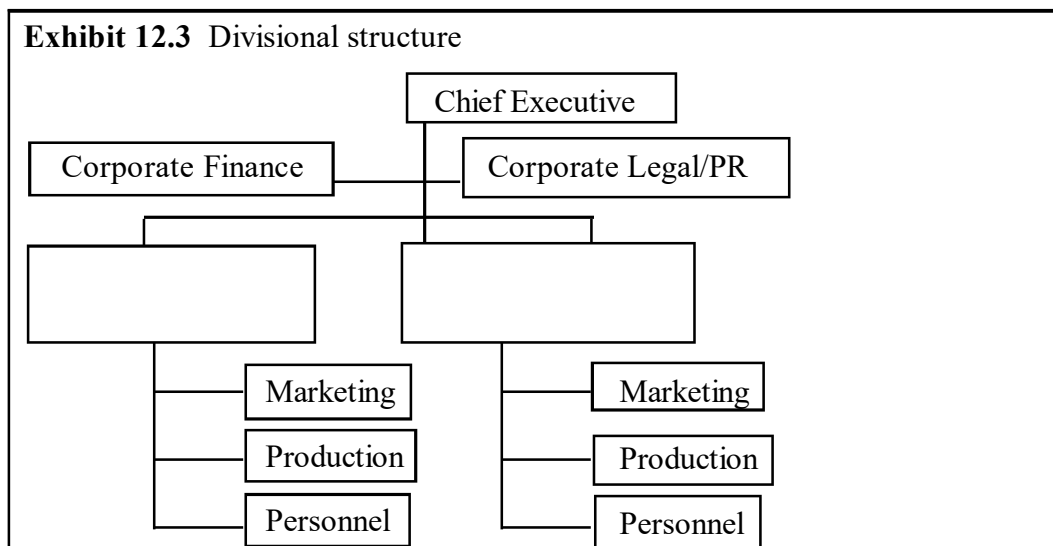 Exhibit 12.3 Divisional structure
Chief Executive
Corporate Finance
Corporate Legal/PR
Marketing
Production
Personnel
Marketing
Production
Personnel